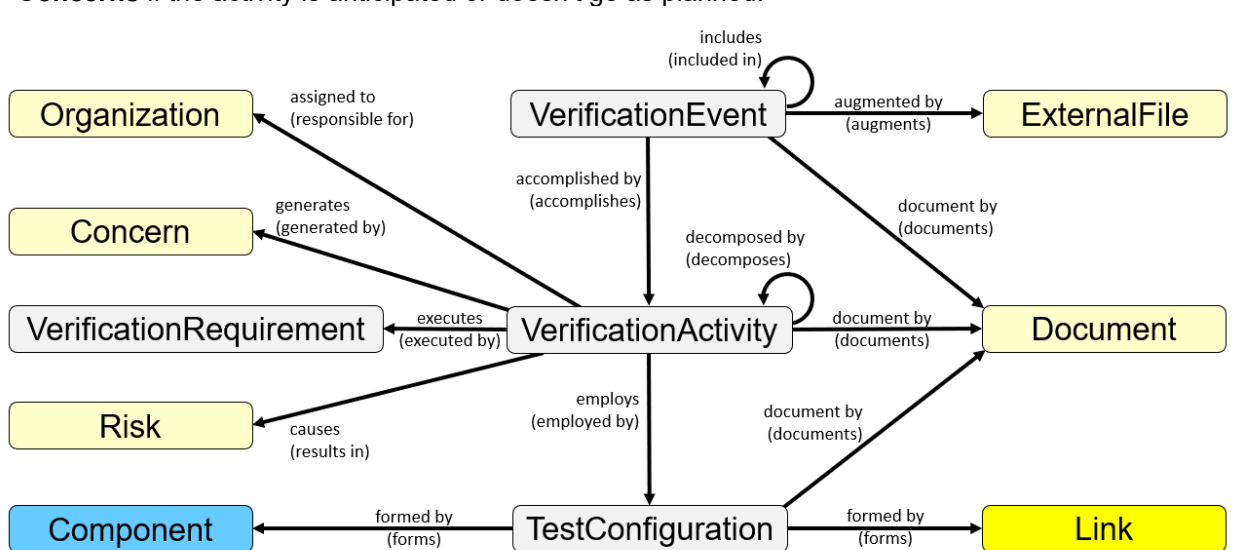 Concerns if the activity is anticipated or doesn't go as planned.
includes
(included in)
Organization
assigned to
(responsible for)
VerificationEvent
augmented by
(augments)
ExternalFile
accomplished by
(accomplishes)
document by
(documents)
Concern
generates
(generated by)
decomposed by
(decomposes)
VerificationRequirement
executes
(executed by)
VerificationActivity
document by
(documents)
Document
Risk
causes
(results in)
employs
(employed by)
document by
(documents)
Component
formed by
(forms)
TestConfiguration
formed by
(forms)
Link